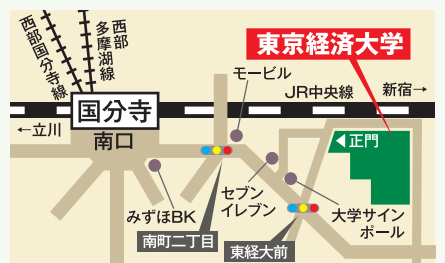 西部国分寺線
西部
多摩湖線
東京経済大学
モービル
JR中央線
新宿→
国分寺
←立川
南口
正門
セブン
イレブン
みずほBK
大学サイン
ポール
南町二丁目
東経大前